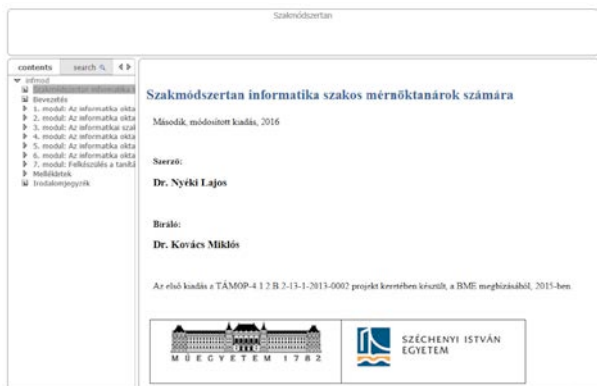 Szakmódszertan
contents search
infmod
Szakmódszertan informatika
Bevezetés
1. modul: Az informatika okta
2. modul: Az informatika okta
3. modul: Az informatikai szal
4. modul: Az informatika okta
5. modul: Az informatika okta
6. modul: Az informatika okta
7. modul: Felkészülés a tanítá
Mellékletek
Irodalomjegyzék
Szakmódszertan informatika szakos mérnöktanárok számára
Második, módosított kiadás, 2016
Szerző:
Dr. Nyéki Lajos
Bíráló:
Dr. Kovács Miklós
Az első kiadás a TÁMOP-4.1.2.B.2-13-1-2013-0002 projekt keretében készült, a BME megbízásából, 2015-ben
MŰEGYETEM 1782
SZÉCHENYI ISTVÁN
EGYETEM